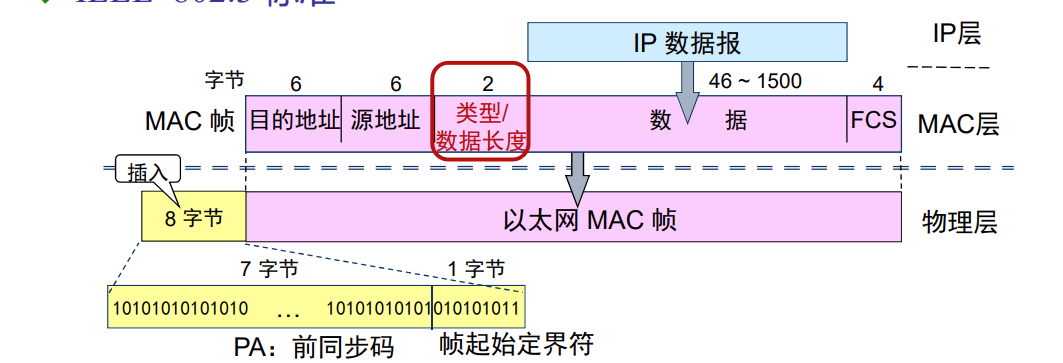 IEEE 802.3 标准
IP 数据报
IP层
字节 6 6 2 46 ~ 1500 4
MAC 帧 目的地址 源地址 类型/数据长度 数 据 FCS MAC层
插入
8 字节 以太网 MAC 帧 物理层
7 字节 1 字节
10101010101010 ... 10101010101010101011
PA：前同步码 帧起始定界符